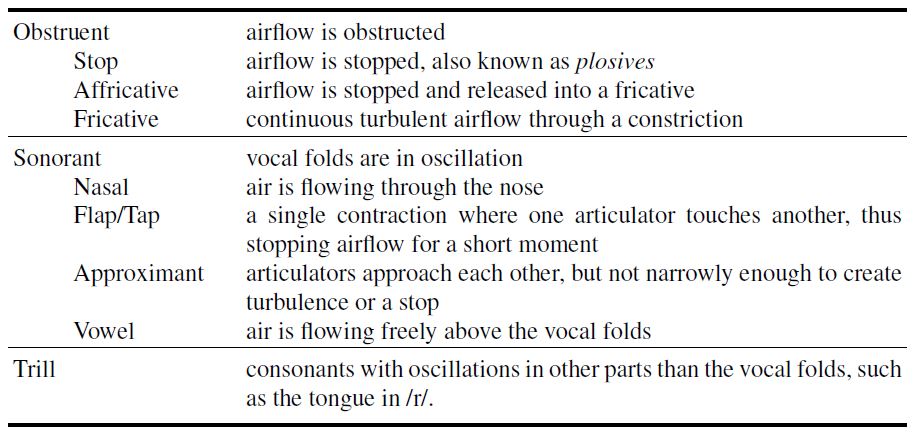 Obstruent airflow is obstructed
Stop airflow is stopped, also known as plosives
Affricative airflow is stopped and released into a fricative
Fricative continuous turbulent airflow through a constriction
Sonorant vocal folds are in oscillation
Nasal air is flowing through the nose
Flap/Tap a single contraction where one articulator touches another, thus
stopping airflow for a short moment
Approximant articulators approach each other, but not narrowly enough to create
turbulence or a stop
Vowel air is flowing freely above the vocal folds
Trill consonants with oscillations in other parts than the vocal folds, such
as the tongue in /r/.